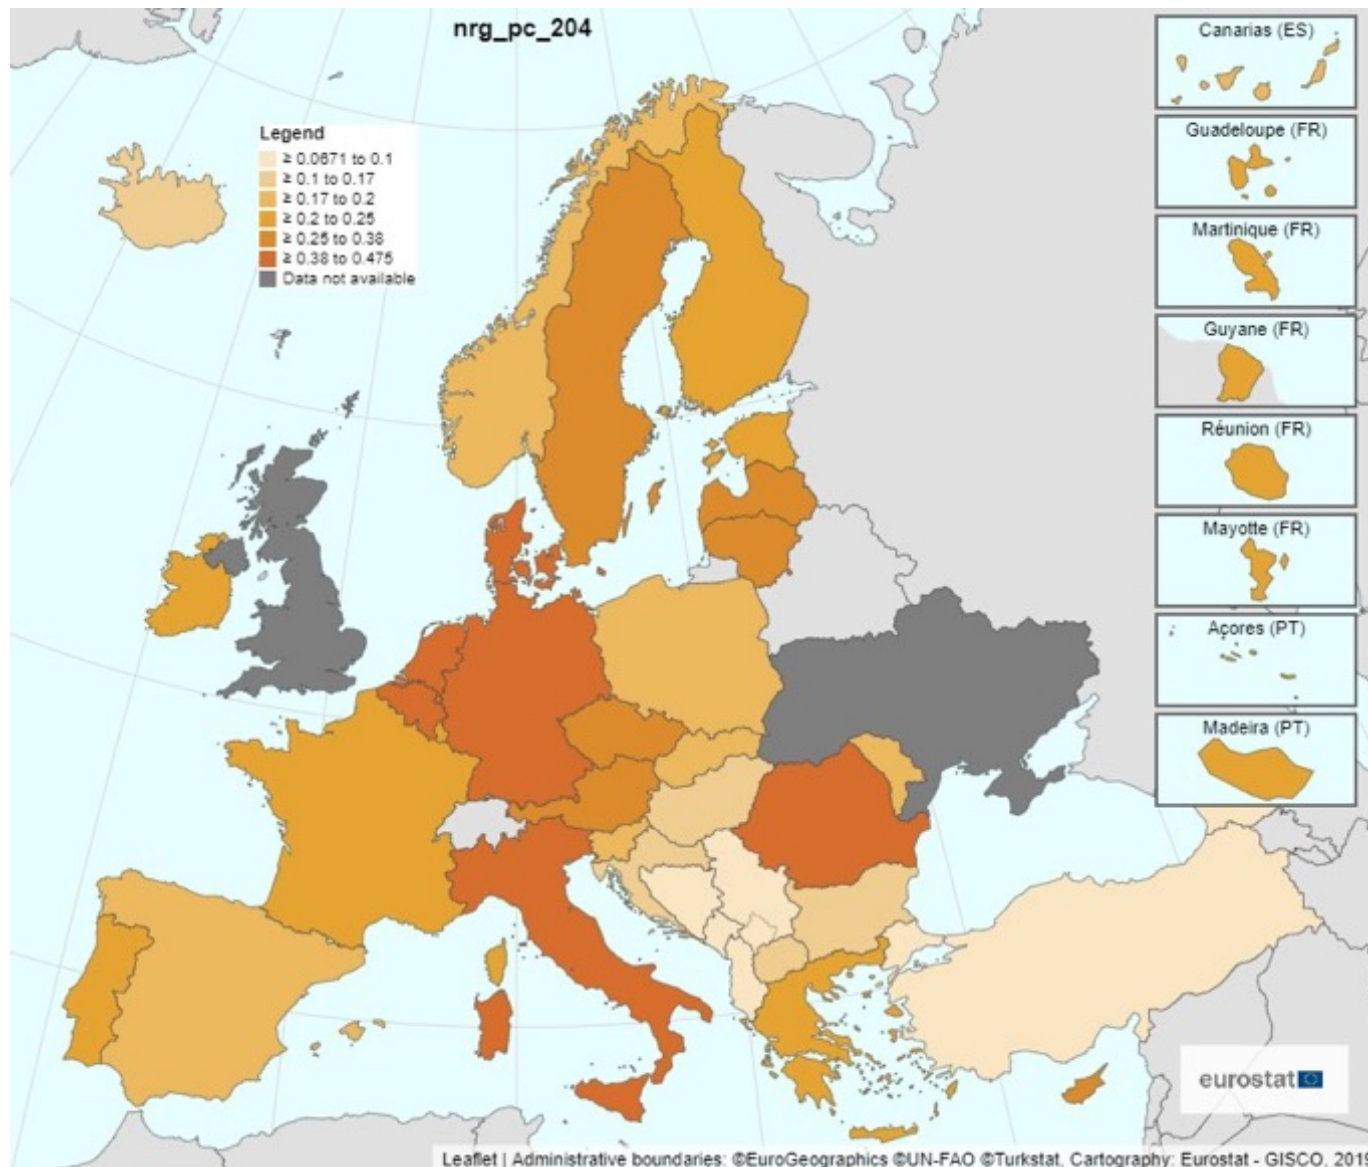 nrg_pc_204
Legend
≥ 0.0671 to 0.1
≥ 0.1 to 0.17
≥ 0.17 to 0.2
≥ 0.2 to 0.25
≥ 0.25 to 0.38
≥ 0.38 to 0.475
Data not available
Canarias (ES)
Guadeloupe (FR)
Martinique (FR)
Guyane (FR)
Réunion (FR)
Mayotte (FR)
Açores (PT)
Madeira (PT)
eurostat
Leaflet | Administrative boundaries: ©EuroGeographics ©UN-FAO ©Turkstat, Cartography: Eurostat - GISCO, 201